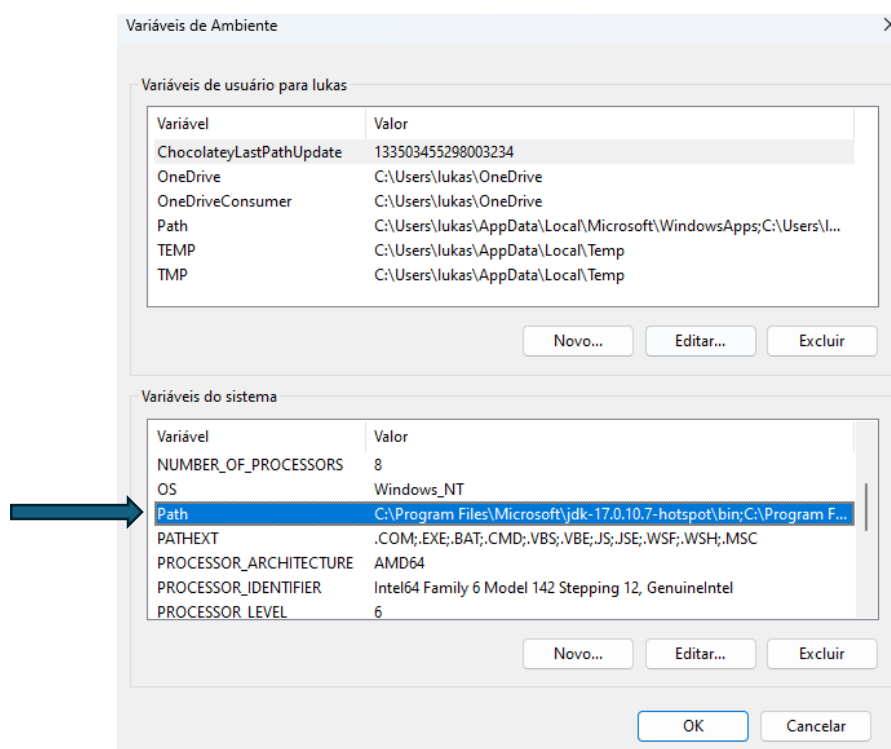 Variáveis de Ambiente
Variáveis de usuário para lukas
Variável Valor
ChocolateyLastPathUpdate 133503455298003234
OneDrive C:\Users\lukas\OneDrive
OneDriveConsumer C:\Users\lukas\OneDrive
Path C:\Users\lukas\AppData\Local\Microsoft\WindowsApps;C:\Users\l...
TEMP C:\Users\lukas\AppData\Local\Temp
TMP C:\Users\lukas\AppData\Local\Temp
Novo... Editar... Excluir
Variáveis do sistema
Variável Valor
NUMBER_OF_PROCESSORS 8
OS Windows_NT
Path C:\Program Files\Microsoft\jdk-17.0.10.7-hotspot\bin;C:\Program F...
PATHEXT .COM;.EXE;.BAT;.CMD;.VBS;.VBE;.JS;.JSE;.WSF;.WSH;.MSC
PROCESSOR_ARCHITECTURE AMD64
PROCESSOR_IDENTIFIER Intel64 Family 6 Model 142 Stepping 12, GenuineIntel
PROCESSOR_LEVEL 6
Novo... Editar... Excluir
OK Cancelar